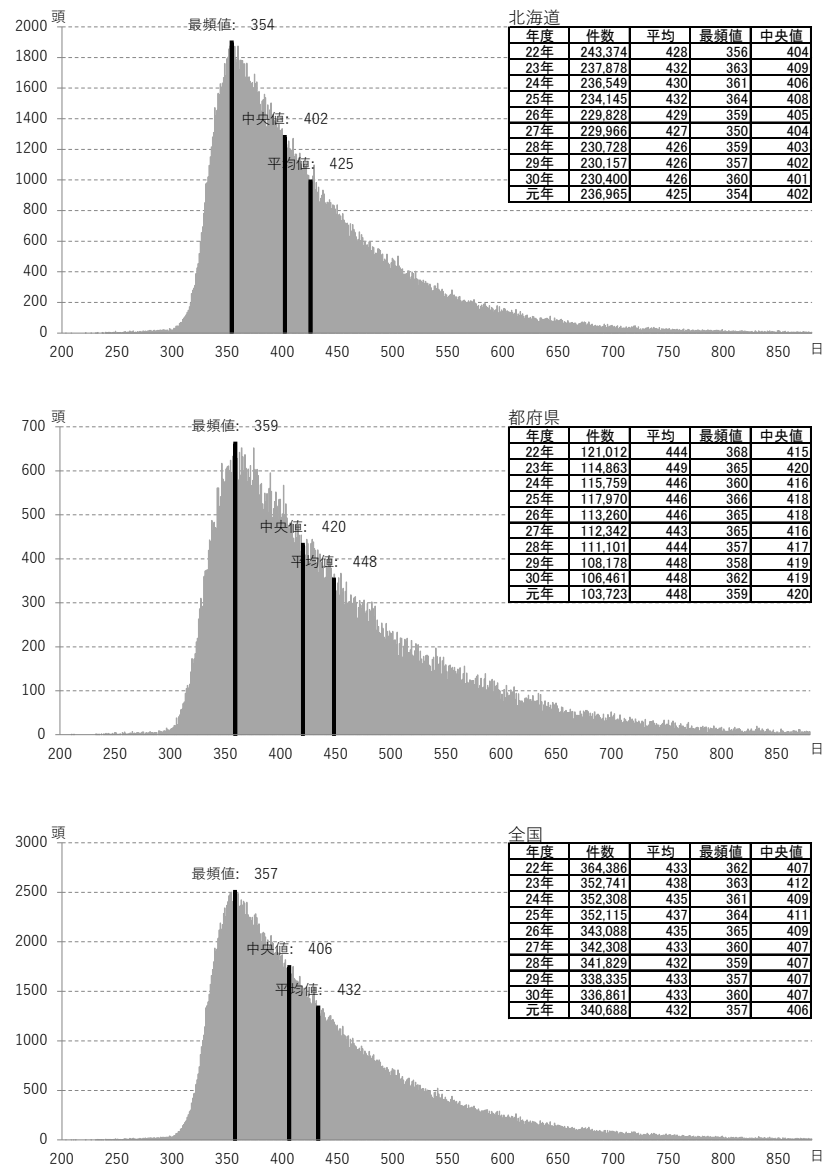 頭
北海道
最頻値: 354
中央値: 402
平均値: 425
2000
1800
1600
1400
1200
1000
800
600
400
200
0
200 250 300 350 400 450 500 550 600 650 700 750 800 850 日
年度 件数 平均 最頻値 中央値
22年 243,374 428 356 404
23年 237,878 432 363 409
24年 236,549 430 361 406
25年 234,145 432 364 408
26年 229,828 429 359 405
27年 229,966 427 350 404
28年 230,728 426 359 403
29年 230,157 426 357 402
30年 230,400 426 360 401
元年 236,965 425 354 402
頭
都府県
最頻値: 359
中央値: 420
平均値: 448
700
600
500
400
300
200
100
0
200 250 300 350 400 450 500 550 600 650 700 750 800 850 日
年度 件数 平均 最頻値 中央値
22年 121,012 444 368 415
23年 114,863 449 365 420
24年 115,759 446 360 416
25年 117,970 446 366 418
26年 113,260 446 365 418
27年 112,342 443 365 416
28年 111,101 444 357 417
29年 108,178 448 358 419
30年 106,461 448 362 419
元年 103,723 448 359 420
頭
全国
最頻値: 357
中央値: 406
平均値: 432
3000
2500
2000
1500
1000
500
0
200 250 300 350 400 450 500 550 600 650 700 750 800 850 日
年度 件数 平均 最頻値 中央値
22年 364,386 433 362 407
23年 352,741 438 363 412
24年 352,308 435 361 409
25年 352,115 437 364 411
26年 343,088 435 365 409
27年 342,308 433 360 407
28年 341,829 432 359 407
29年 338,335 433 357 407
30年 336,861 433 360 407
元年 340,688 432 357 406